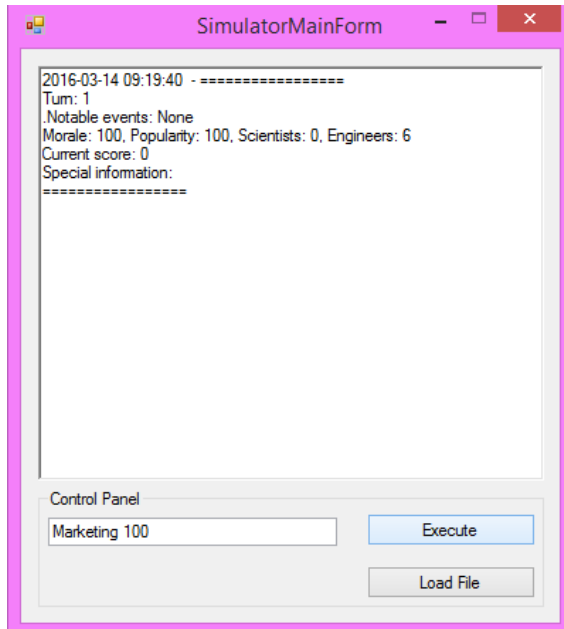 SimulatorMainForm
2016-03-14 09:19:40 - =================
Turn: 1
.Notable events: None
Morale: 100, Popularity: 100, Scientists: 0, Engineers: 6
Current score: 0
Special information:
=================
Control Panel
Marketing 100
Execute
Load File